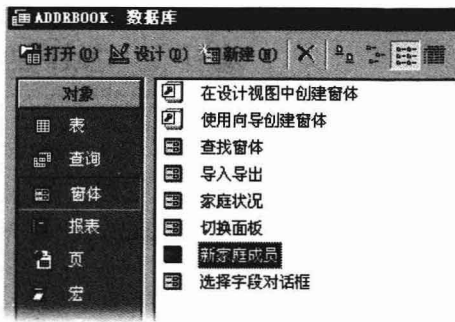 ADDRBOOK: 数据库
打开(O) 设计(D) 新建(N)
对象
表
查询
窗体
报表
页
宏
在设计视图中创建窗体
使用向导创建窗体
查找窗体
导入导出
家庭状况
切换面板
新家庭成员
选择字段对话框